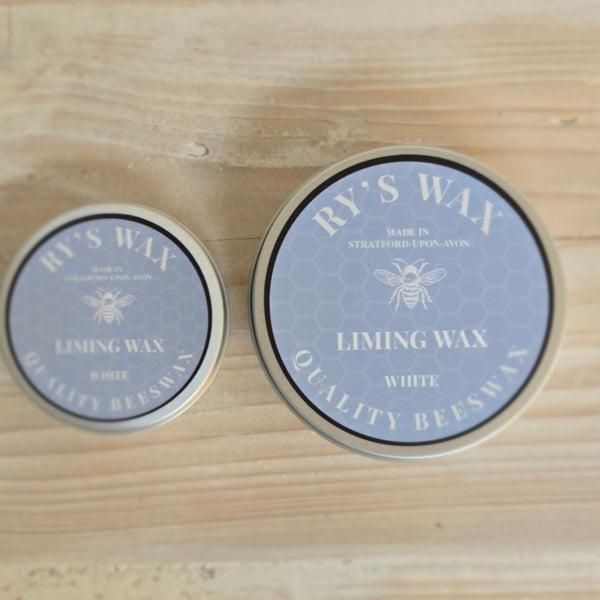 RY'S WAX
MADE IN
STRATFORD-UPON-AVON
LIMING WAX
WHITE
QUALITY BEESWAX
RY'S WAX
MADE IN
STRATFORD-UPON-AVON
LIMING WAX
WHITE
QUALITY BEESWAX